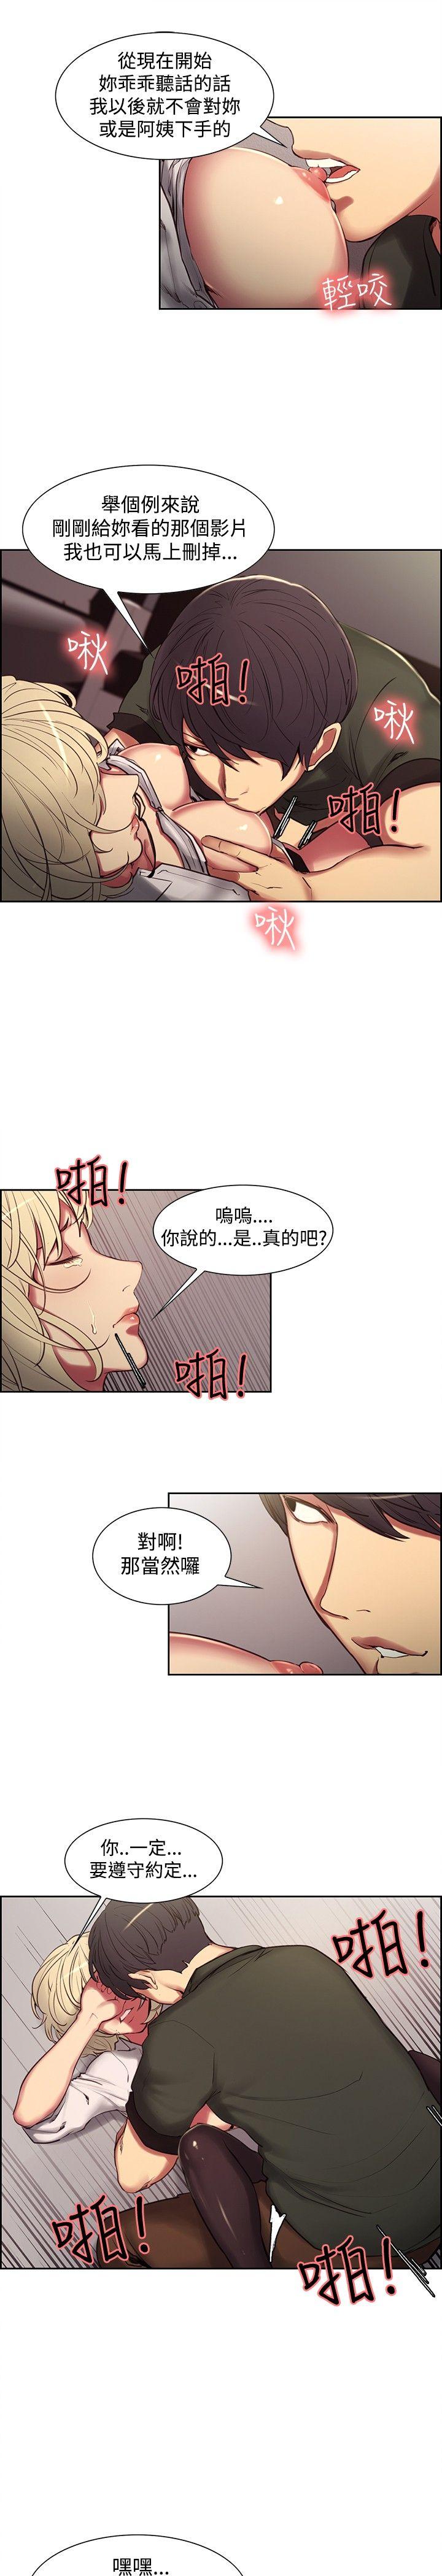 從現在開始
妳乖乖聽話的話
我以後就不會對妳
或是阿姨下手的
輕咬
舉個例來說
剛剛給妳看的那個影片
我也可以馬上刪掉...
啾
啪!
啾
啪!
啾
啪!
嗚嗚....
你說的...是..真的吧?
啪!
對啊!
那當然囉
你..一定...
要遵守約定...
啪!
啪!
啪!
嘿嘿...